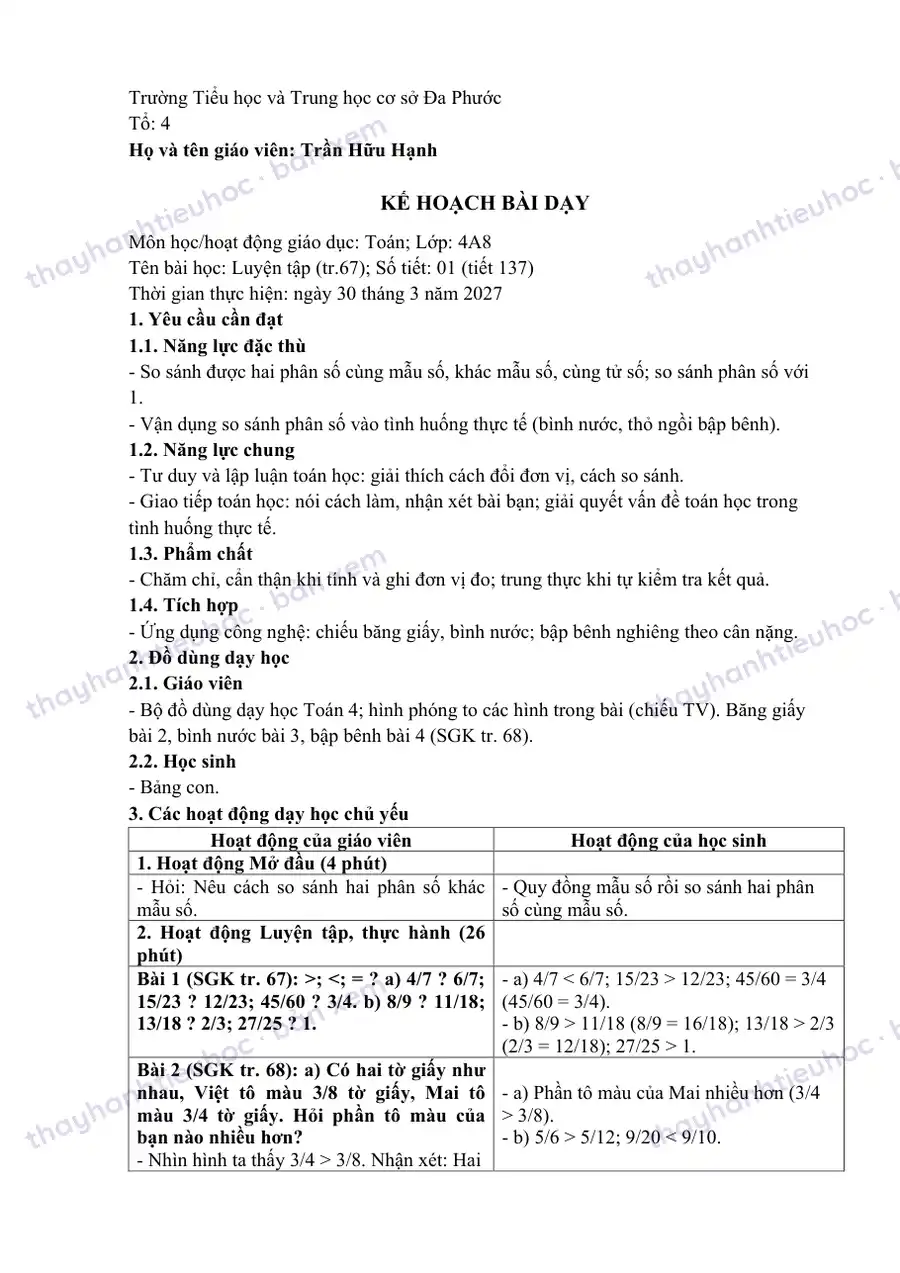 Trường Tiểu học và Trung học cơ sở Đa Phước
Tổ: 4
Họ và tên giáo viên: Trần Hữu Hạnh
KẾ HOẠCH BÀI DẠY
Môn học/hoạt động giáo dục: Toán; Lớp: 4A8
Tên bài học: Luyện tập (tr.67); Số tiết: 01 (tiết 137)
Thời gian thực hiện: ngày 30 tháng 3 năm 2027
1. Yêu cầu cần đạt
1.1. Năng lực đặc thù
- So sánh được hai phân số cùng mẫu số, khác mẫu số, cùng tử số; so sánh phân số với
1.
- Vận dụng so sánh phân số vào tình huống thực tế (bình nước, thỏ ngồi bập bênh).
1.2. Năng lực chung
- Tư duy và lập luận toán học: giải thích cách đổi đơn vị, cách so sánh.
- Giao tiếp toán học: nói cách làm, nhận xét bài bạn; giải quyết vấn đề toán học trong
tình huống thực tế.
1.3. Phẩm chất
- Chăm chỉ, cẩn thận khi tính và ghi đơn vị đo; trung thực khi tự kiểm tra kết quả.
1.4. Tích hợp
- Ứng dụng công nghệ: chiếu băng giấy, bình nước; bập bênh nghiêng theo cân nặng.
2. Đồ dùng dạy học
2.1. Giáo viên
- Bộ đồ dùng dạy học Toán 4; hình phóng to các hình trong bài (chiếu TV). Băng giấy
bài 2, bình nước bài 3, bập bênh bài 4 (SGK tr. 68).
2.2. Học sinh
- Bảng con.
3. Các hoạt động dạy học chủ yếu
Hoạt động của giáo viên
Hoạt động của học sinh
1. Hoạt động Mở đầu (4 phút)
- Hỏi: Nêu cách so sánh hai phân số khác
mẫu số.
- Quy đồng mẫu số rồi so sánh hai phân
số cùng mẫu số.
2. Hoạt động Luyện tập, thực hành (26
phút)
Bài 1 (SGK tr. 67): >; <; = ? a) 4/7 ? 6/7;
15/23 ? 12/23; 45/60 ? 3/4. b) 8/9 ? 11/18;
13/18 ? 2/3; 27/25 ? 1.
- a) 4/7 < 6/7; 15/23 > 12/23; 45/60 = 3/4
(45/60 = 3/4).
- b) 8/9 > 11/18 (8/9 = 16/18); 13/18 > 2/3
(2/3 = 12/18); 27/25 > 1.
Bài 2 (SGK tr. 68): a) Có hai tờ giấy như
nhau, Việt tô màu 3/8 tờ giấy, Mai tô
màu 3/4 tờ giấy. Hỏi phần tô màu của
bạn nào nhiều hơn?
- Nhìn hình ta thấy 3/4 > 3/8. Nhận xét: Hai
- a) Phần tô màu của Mai nhiều hơn (3/4
> 3/8).
- b) 5/6 > 5/12; 9/20 < 9/10.
thayhanhtieuhoc · bản xem
thayhanhtieuhoc · b
thayhanhtieuhoc · bản xem
thayhanhtieuhoc · b
thayhanhtieuhoc · bản xem
thayhanhtieuhoc · b